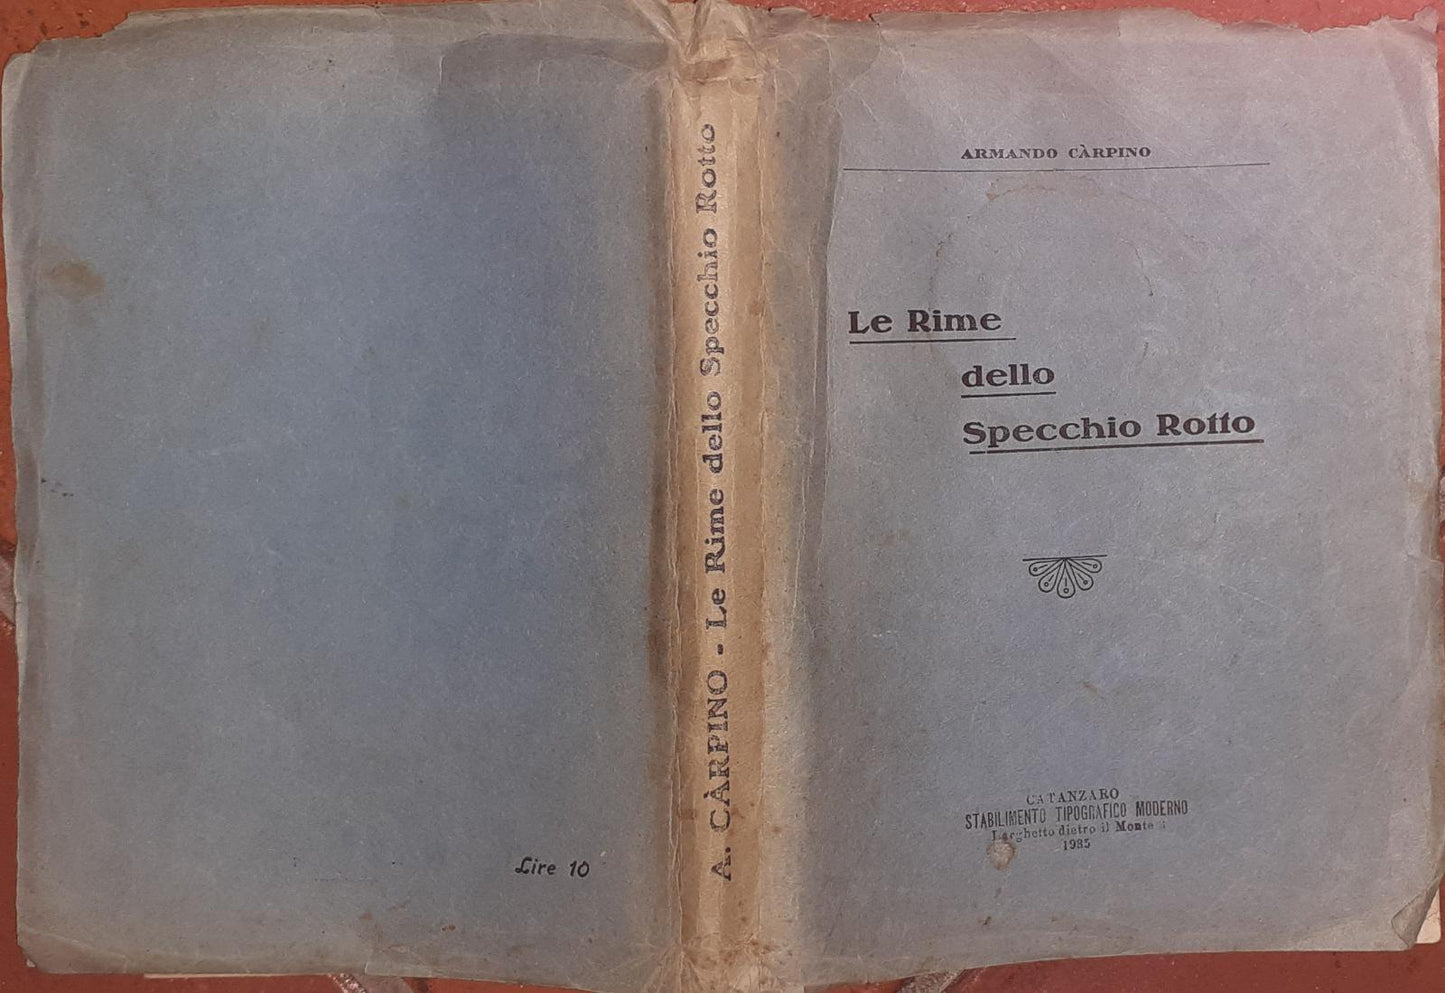 Lire 10
A. CÀRPINO - Le Rime dello Specchio Rotto
ARMANDO CÀRPINO
Le Rime
dello
Specchio Rotto
CATANZARO
STABILIMENTO TIPOGRAFICO MODERNO
Larghetto dietro il Monte
1935